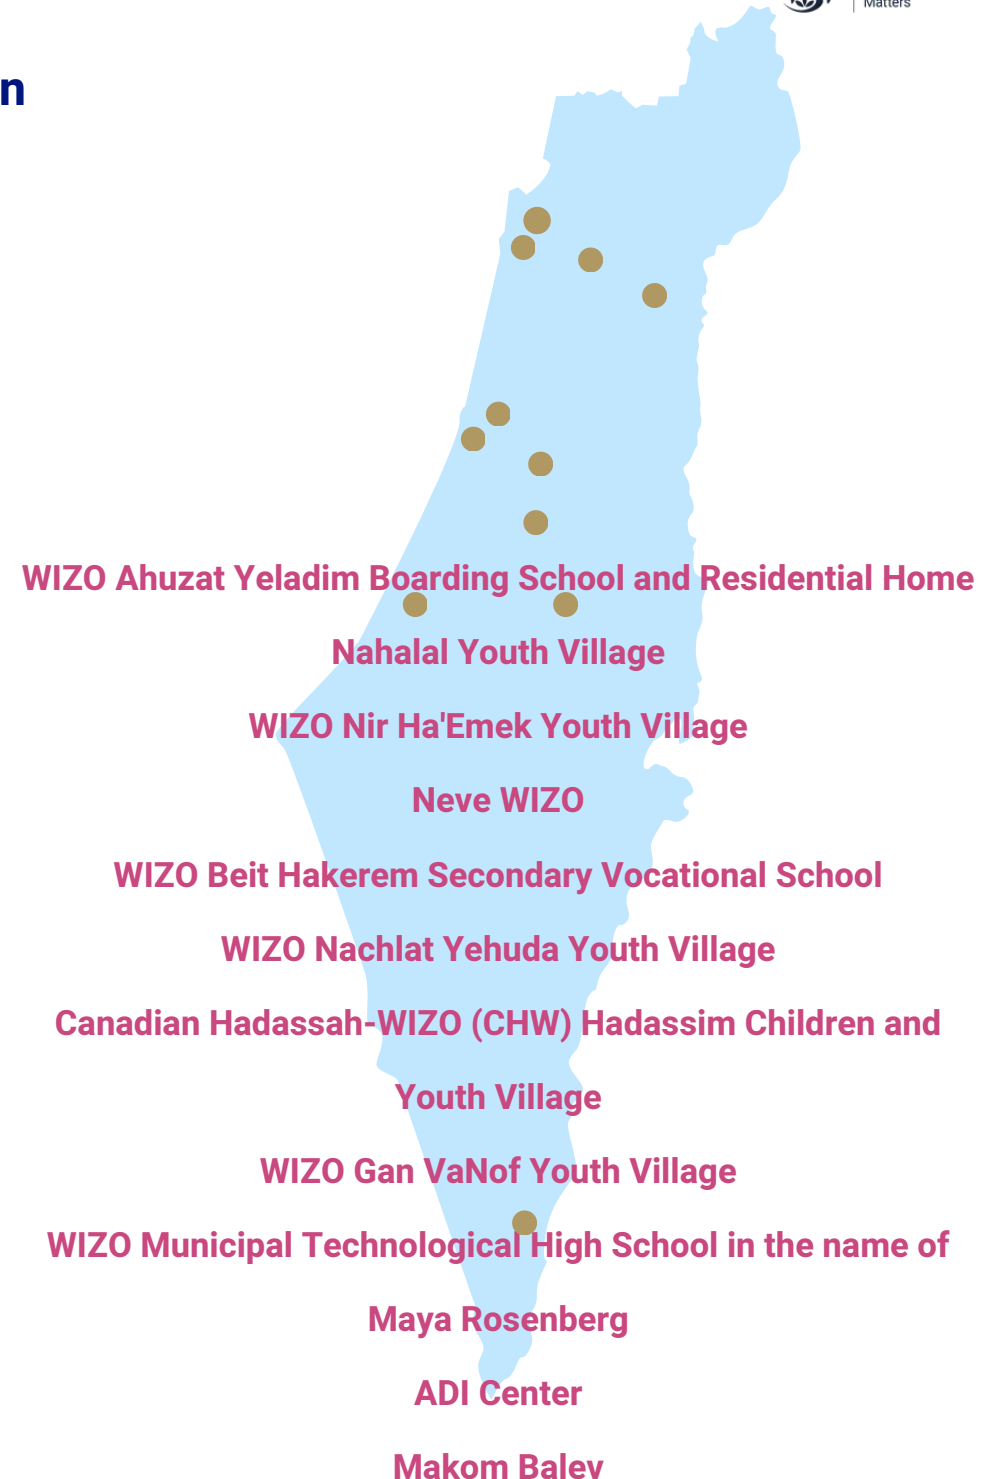 Matters
n
WIZO Ahuzat Yeladim Boarding School and Residential Home
Nahalal Youth Village
WIZO Nir Ha'Emek Youth Village
Neve WIZO
WIZO Beit Hakerem Secondary Vocational School
WIZO Nachlat Yehuda Youth Village
Canadian Hadassah-WIZO (CHW) Hadassim Children and
Youth Village
WIZO Gan VaNof Youth Village
WIZO Municipal Technological High School in the name of
Maya Rosenberg
ADI Center
Makom Balev